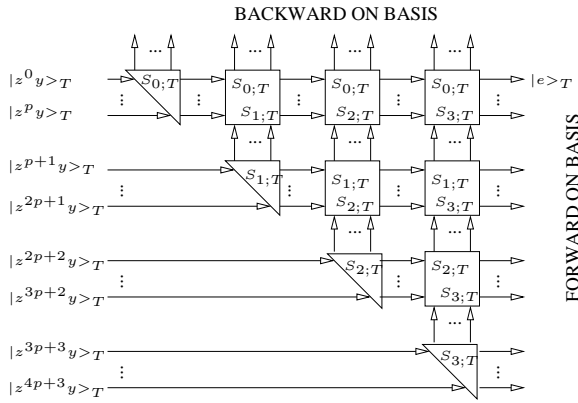 BACKWARD ON BASIS
... ... ... ...
|z^0 y>_T S_{0;T} S_{0;T} S_{0;T} S_{0;T} |e>_T
⋮ ⋮ ⋮ ⋮ ⋮
|z^p y>_T S_{1;T} S_{2;T} S_{3;T}
... ... ...
|z^{p+1} y>_T S_{1;T} S_{1;T} S_{1;T}
⋮ ⋮ ⋮ ⋮
|z^{2p+1} y>_T S_{2;T} S_{3;T}
... ...
|z^{2p+2} y>_T S_{2;T} S_{2;T}
⋮ ⋮ ⋮
|z^{3p+2} y>_T S_{3;T}
...
|z^{3p+3} y>_T S_{3;T}
⋮ ⋮
|z^{4p+3} y>_T
FORWARD ON BASIS